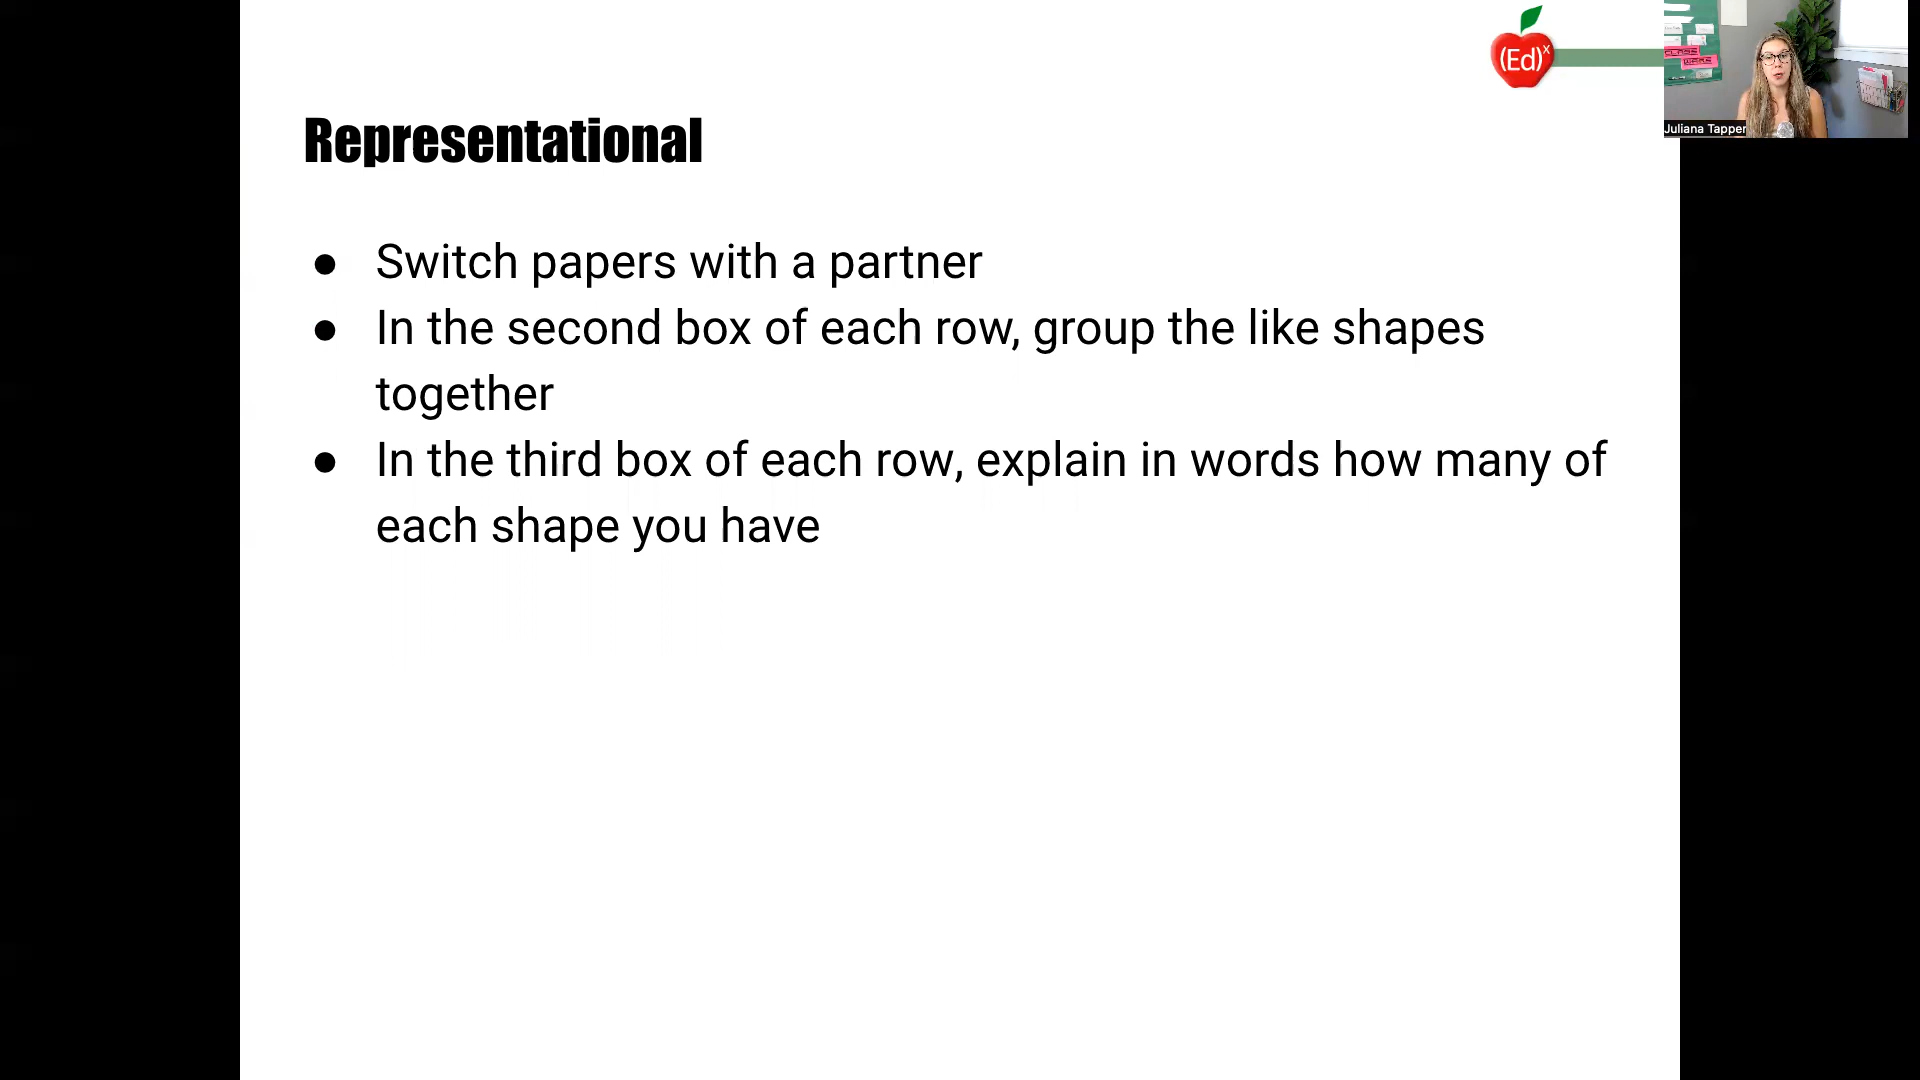 (Ed)x
Juliana Tapper
Representational
● Switch papers with a partner
● In the second box of each row, group the like shapes
together
● In the third box of each row, explain in words how many of
each shape you have